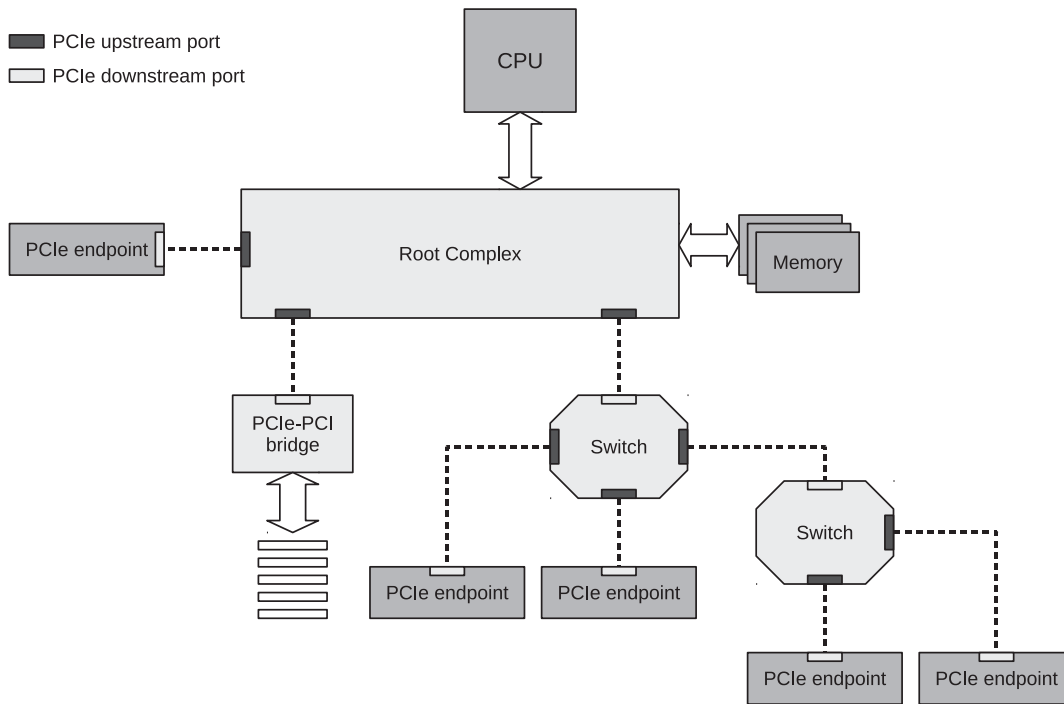 PCIe upstream port
PCIe downstream port
CPU
PCIe endpoint
Root Complex
Memory
PCIe-PCI
bridge
Switch
Switch
PCIe endpoint
PCIe endpoint
PCIe endpoint
PCIe endpoint